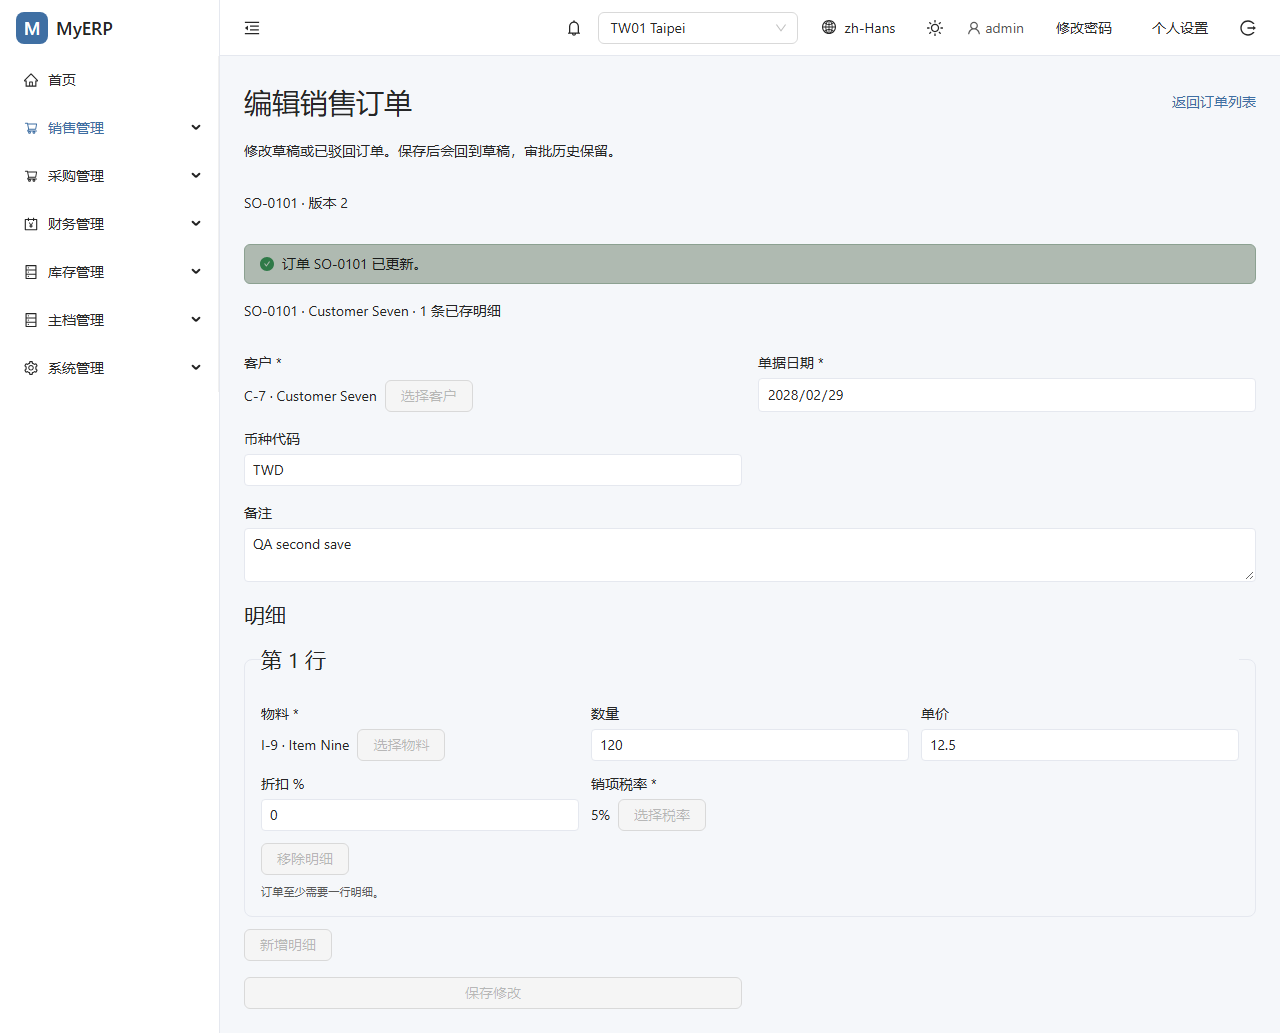 M MyERP
TW01 Taipei
zh-Hans
admin
修改密码
个人设置
首页
销售管理
采购管理
财务管理
库存管理
主档管理
系统管理
编辑销售订单
返回订单列表
修改草稿或已驳回订单。保存后会回到草稿，审批历史保留。
SO-0101 · 版本 2
订单 SO-0101 已更新。
SO-0101 · Customer Seven · 1 条已存明细
客户 *
C-7 · Customer Seven 选择客户
单据日期 *
2028/02/29
币种代码
TWD
备注
QA second save
明细
第 1 行
物料 *
I-9 · Item Nine 选择物料
数量
120
单价
12.5
折扣 %
0
销项税率 *
5% 选择税率
移除明细
订单至少需要一行明细。
新增明细
保存修改